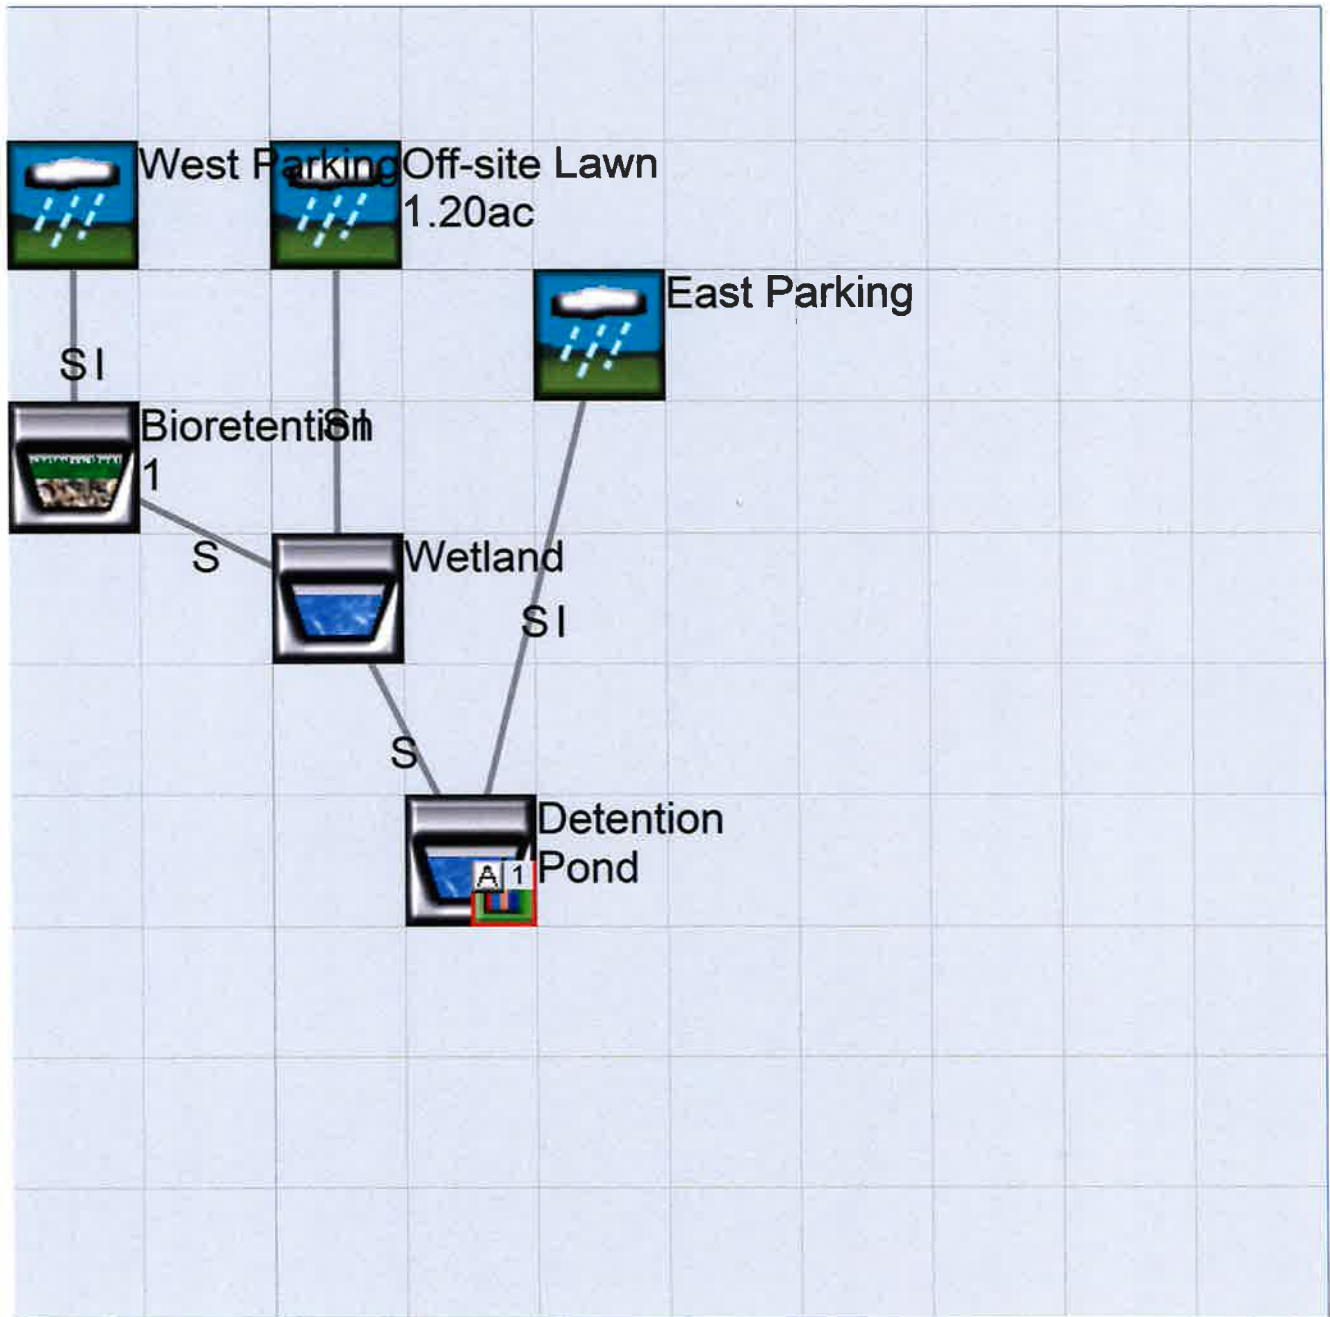 West Parking
Off-site Lawn
1.20ac
East Parking
SI
Bioretention
1
SI
S
Wetland
SI
S
Detention
Pond
A 1